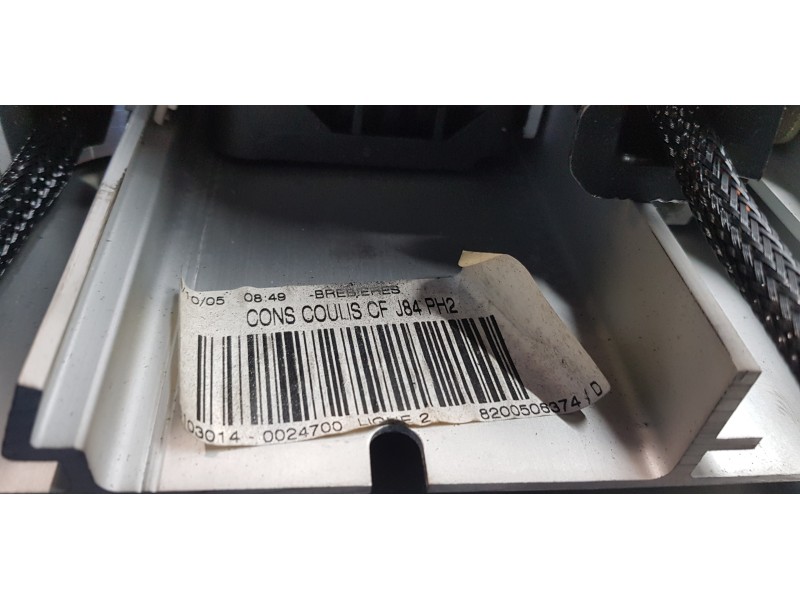 10/05 08:49 -BREBIERES
CONS COULIS CF J84 PH2
103014 - 0024700 LIGNE 2 8200506374 D